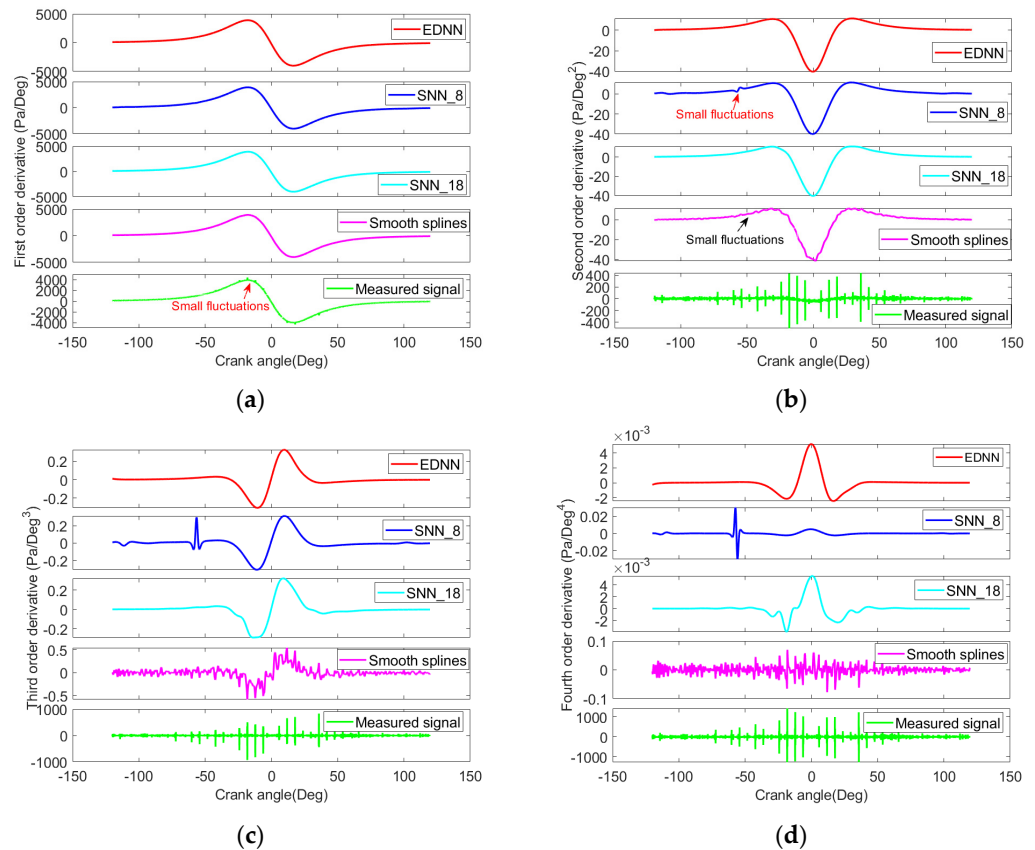 5000
0
-5000
EDNN
5000
0
-5000
SNN_8
5000
0
-5000
SNN_18
5000
0
-5000
Smooth splines
4000
2000
0
-2000
-4000
Measured signal
Small fluctuations
First order derivative (Pa/Deg)
-150 -100 -50 0 50 100 150
Crank angle(Deg)
(a)
0
-20
-40
EDNN
0
-20
-40
SNN_8
Small fluctuations
0
-20
-40
SNN_18
0
-20
-40
Smooth splines
Small fluctuations
400
200
0
-200
-400
Measured signal
Second order derivative (Pa/Deg²)
-150 -100 -50 0 50 100 150
Crank angle(Deg)
(b)
0.2
0
-0.2
EDNN
0.2
0
-0.2
SNN_8
0.2
0
-0.2
SNN_18
0.5
0
-0.5
Smooth splines
1000
0
-1000
Measured signal
Third order derivative (Pa/Deg³)
-150 -100 -50 0 50 100 150
Crank angle(Deg)
(c)
×10⁻³
4
2
0
-2
EDNN
0.02
0
-0.02
SNN_8
×10⁻³
4
2
0
-2
SNN_18
0.1
0
-0.1
Smooth splines
1000
0
-1000
Measured signal
Fourth order derivative (Pa/Deg⁴)
-150 -100 -50 0 50 100 150
Crank angle(Deg)
(d)